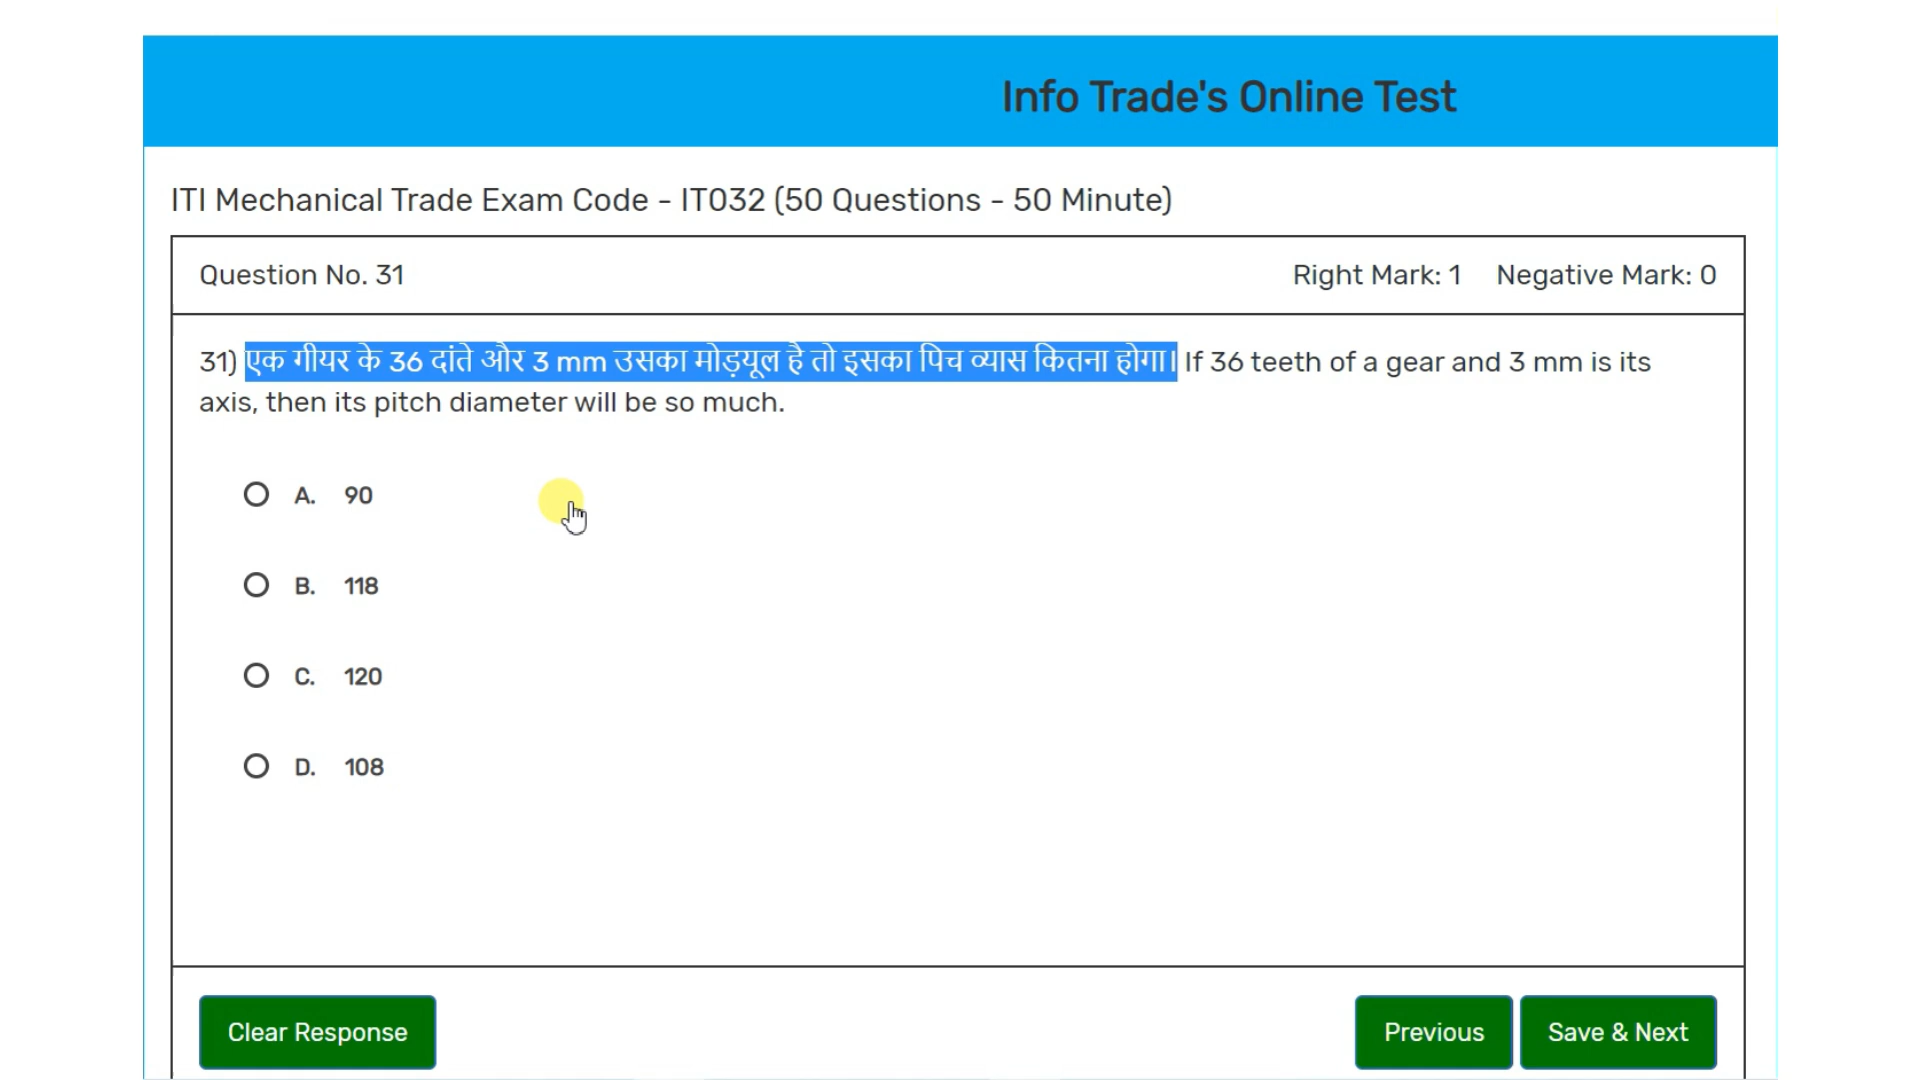 Info Trade's Online Test
ITI Mechanical Trade Exam Code - IT032 (50 Questions - 50 Minute)
Question No. 31 Right Mark: 1 Negative Mark: 0
31) एक गीयर के 36 दांते और 3 mm उसका मोड़यूल है तो इसका पिच व्यास कितना होगा। If 36 teeth of a gear and 3 mm is its
axis, then its pitch diameter will be so much.
A. 90
B. 118
C. 120
D. 108
Clear Response Previous Save & Next